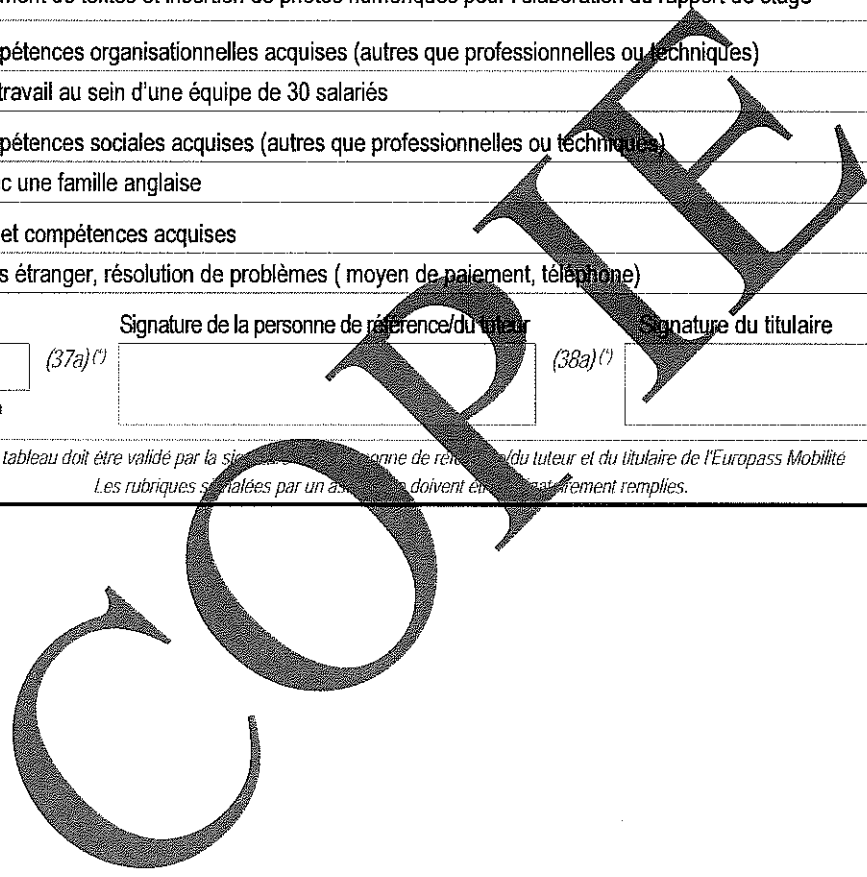 ment de textes et insertion de photos numériques pour l'élaboration du rapport de stage
pétences organisationnelles acquises (autres que professionnelles ou techniques)
travail au sein d'une équipe de 30 salariés
pétences sociales acquises (autres que professionnelles ou techniques)
c une famille anglaise
et compétences acquises
s étranger, résolution de problèmes ( moyen de paiement, téléphone)
Signature de la personne de référence/du tuteur Signature du titulaire
(37a) (*) (38a) (*)
tableau doit être validé par la de la personne de référence/du tuteur et du titulaire de l'Europass Mobilité
Les rubriques signalées par un doivent être remplies.
COPIE